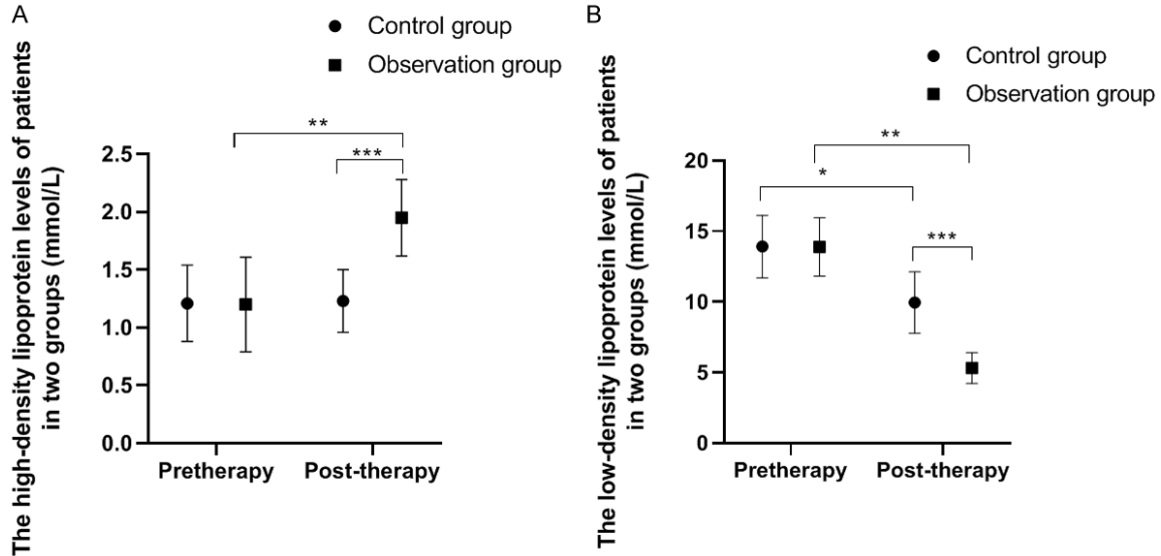 A
Control group
Observation group
The high-density lipoprotein levels of patients
in two groups (mmol/L)
**
***
2.5
2.0
1.5
1.0
0.5
0.0
Pretherapy
Post-therapy
B
Control group
Observation group
The low-density lipoprotein levels of patients
in two groups (mmol/L)
**
*
***
20
15
10
5
0
Pretherapy
Post-therapy